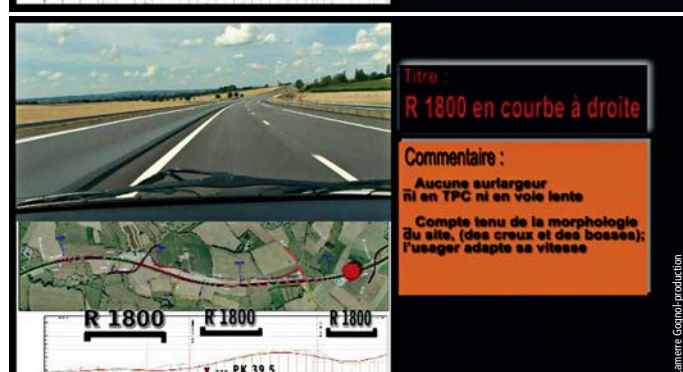 Titre :
R 1800 en courbe à droite
Commentaire :
_ Aucune surlargeur
ni en TPC ni en voie lente
_ Compte tenu de la morphologie
du site, (des creux et des bosses);
l'usager adapte sa vitesse
R 1800
R 1800
R 1800
PK 39.5
Lamerre Gognol-production